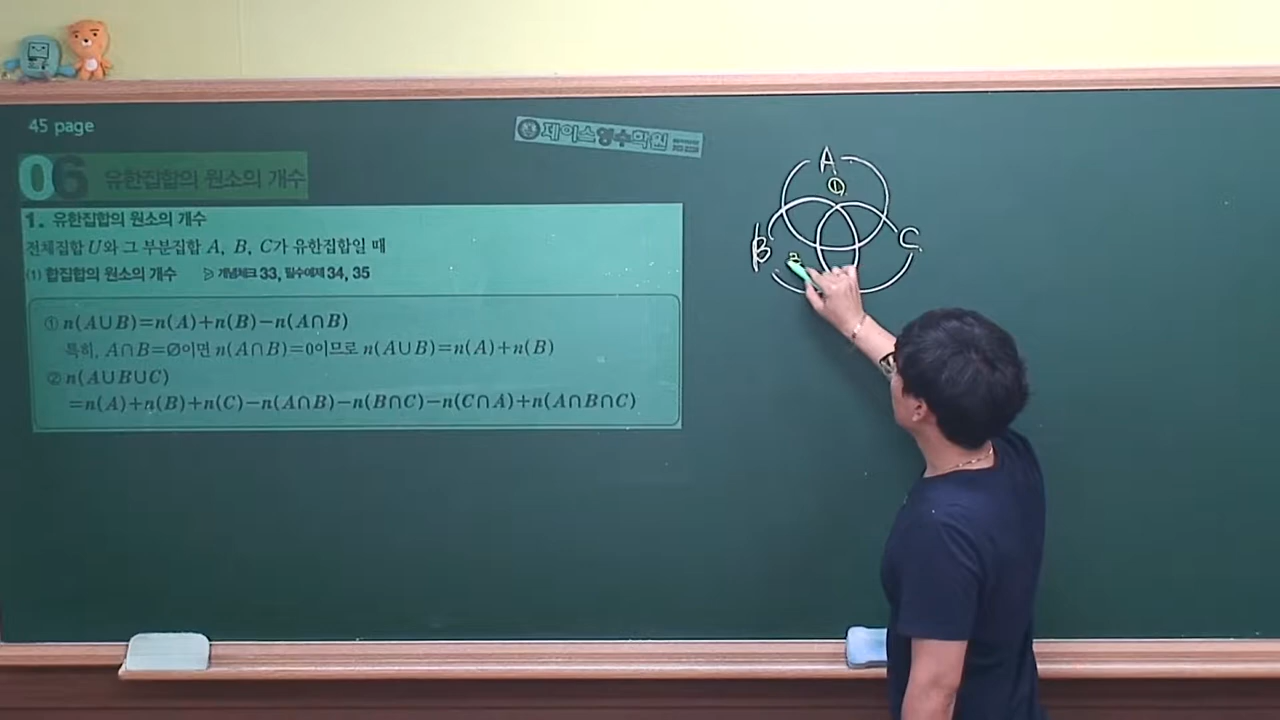 45 page
제이스영수학원
06 유한집합의 원소의 개수
1. 유한집합의 원소의 개수
전체집합 U와 그 부분집합 A, B, C가 유한집합일 때
(1) 합집합의 원소의 개수 ▷ 개념체크 33, 필수예제 34, 35
① n(A∪B)=n(A)+n(B)-n(A∩B)
특히, A∩B=∅이면 n(A∩B)=0이므로 n(A∪B)=n(A)+n(B)
② n(A∪B∪C)
=n(A)+n(B)+n(C)-n(A∩B)-n(B∩C)-n(C∩A)+n(A∩B∩C)
A
①
B
C
②